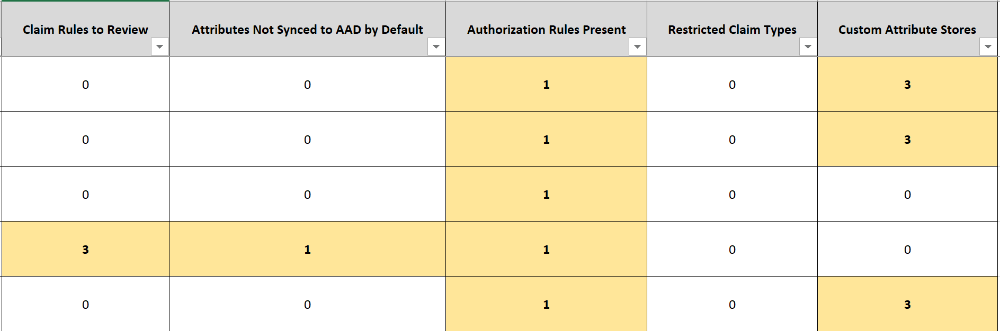 Claim Rules to Review Attributes Not Synced to AAD by Default Authorization Rules Present Restricted Claim Types Custom Attribute Stores
0 0 1 0 3
0 0 1 0 3
0 0 1 0 0
3 1 1 0 0
0 0 1 0 3